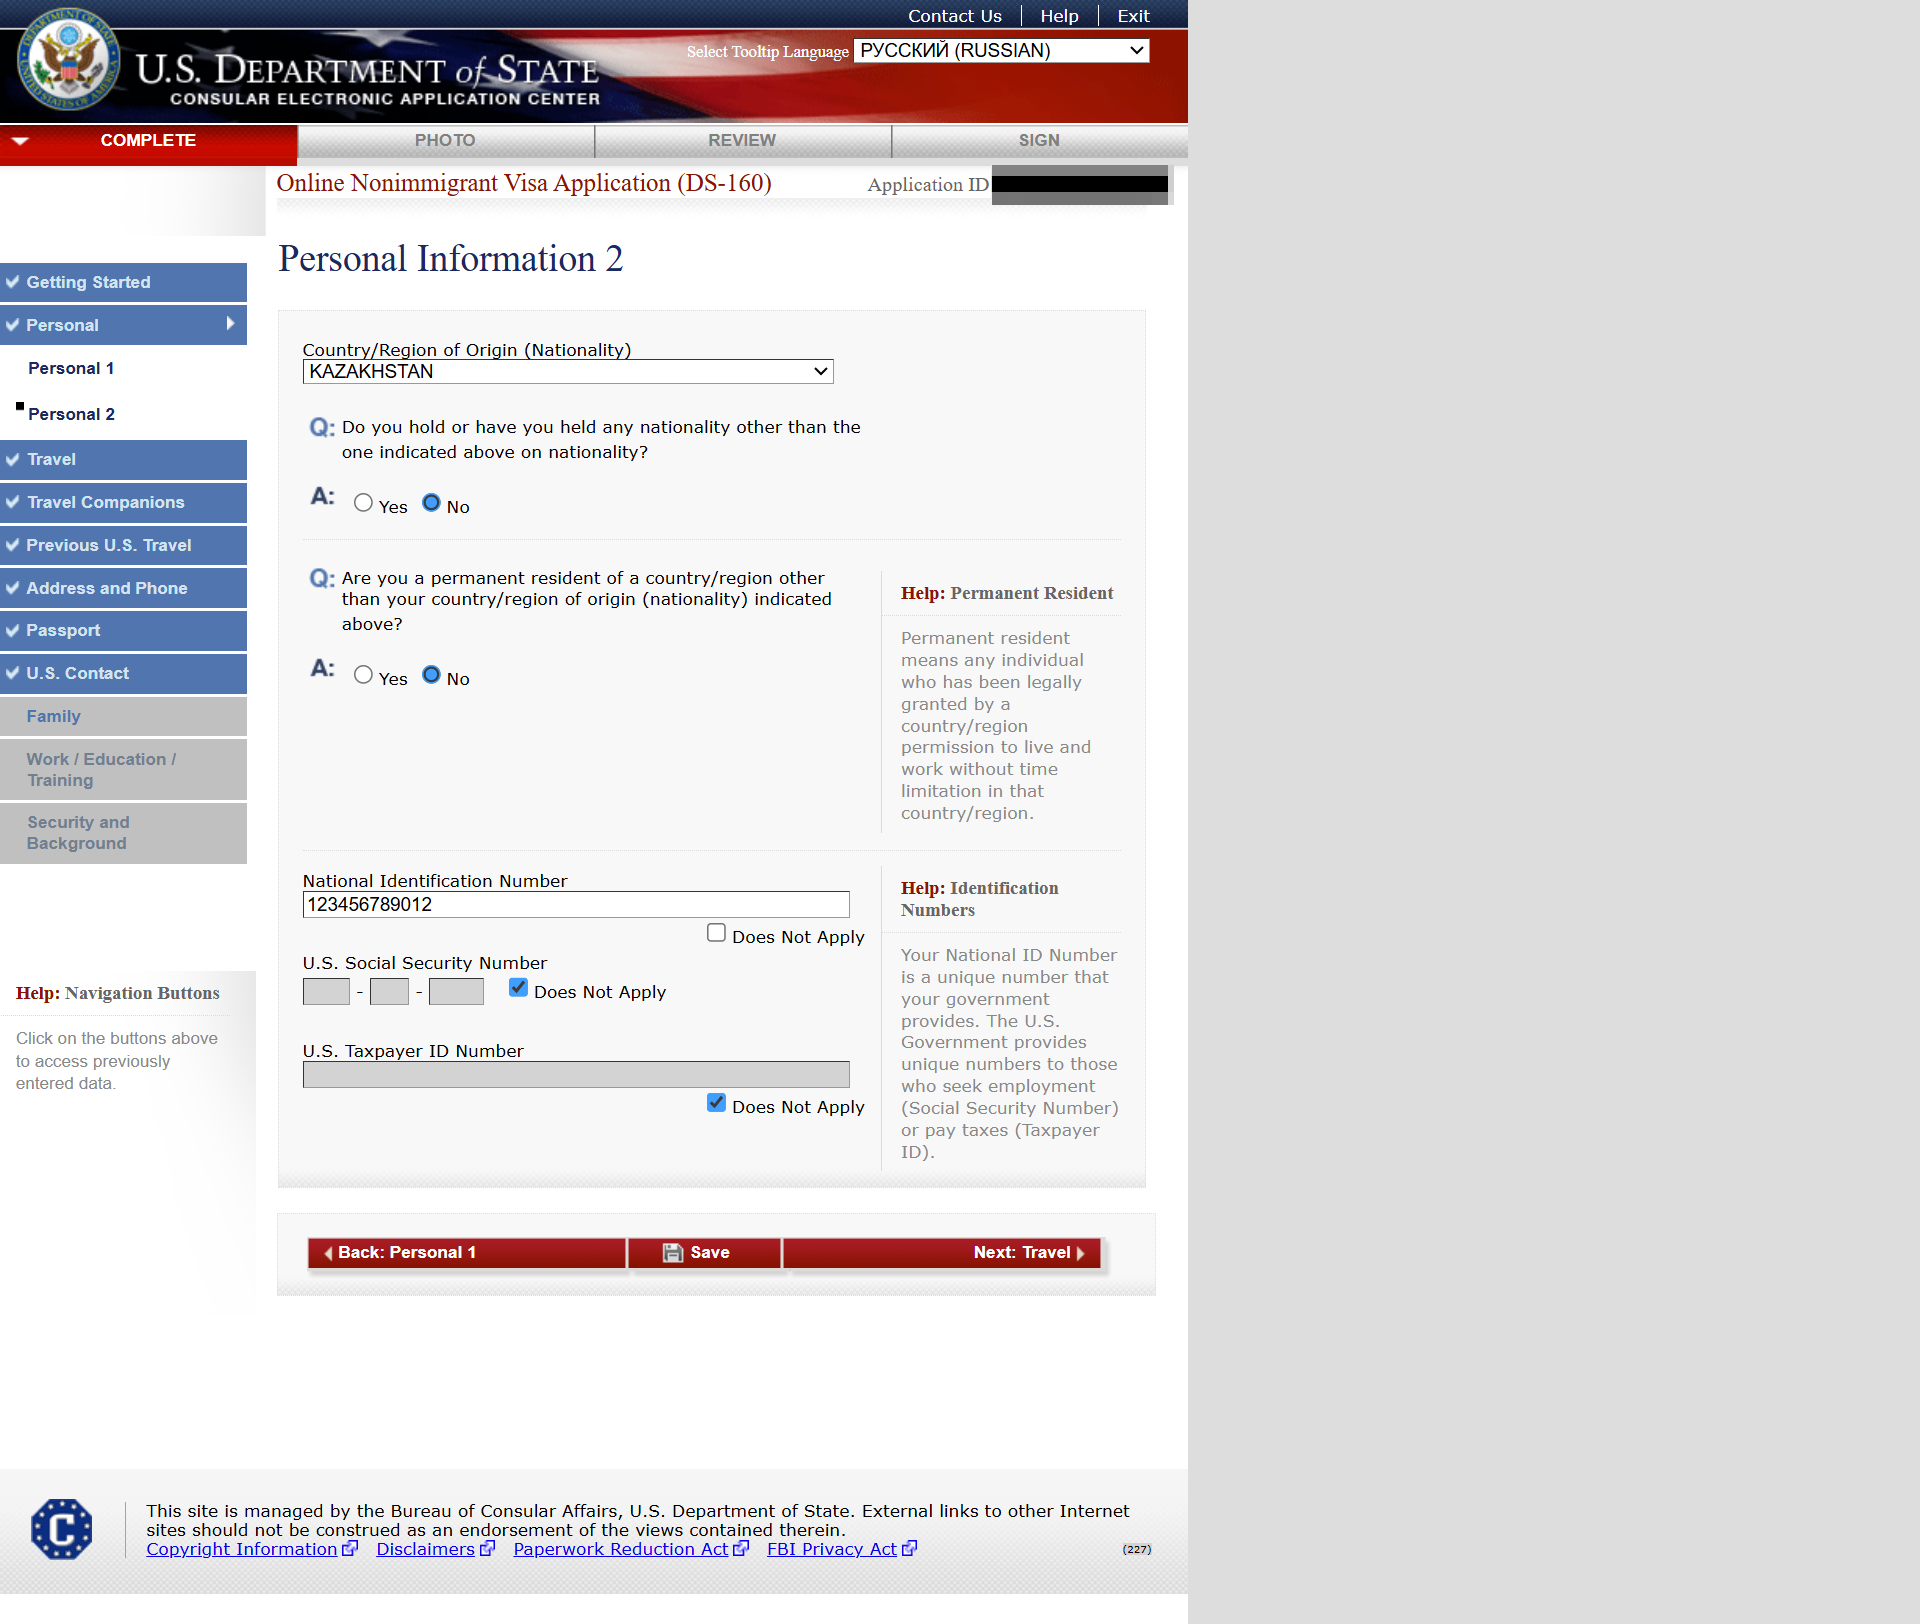 Contact Us
Help
Exit
Select Tooltip Language
РУССКИЙ (RUSSIAN)
U.S. DEPARTMENT of STATE
CONSULAR ELECTRONIC APPLICATION CENTER
COMPLETE
PHOTO
REVIEW
SIGN
Online Nonimmigrant Visa Application (DS-160)
Application ID
Personal Information 2
Getting Started
Personal
Personal 1
Personal 2
Travel
Travel Companions
Previous U.S. Travel
Address and Phone
Passport
U.S. Contact
Family
Work / Education /
Training
Security and
Background
Help: Navigation Buttons
Click on the buttons above
to access previously
entered data.
Country/Region of Origin (Nationality)
KAZAKHSTAN
Q: Do you hold or have you held any nationality other than the
one indicated above on nationality?
A: Yes No
Q: Are you a permanent resident of a country/region other
than your country/region of origin (nationality) indicated
above?
A: Yes No
Help: Permanent Resident
Permanent resident
means any individual
who has been legally
granted by a
country/region
permission to live and
work without time
limitation in that
country/region.
National Identification Number
123456789012
Does Not Apply
U.S. Social Security Number
- - Does Not Apply
U.S. Taxpayer ID Number
Does Not Apply
Help: Identification
Numbers
Your National ID Number
is a unique number that
your government
provides. The U.S.
Government provides
unique numbers to those
who seek employment
(Social Security Number)
or pay taxes (Taxpayer
ID).
Back: Personal 1
Save
Next: Travel
C
This site is managed by the Bureau of Consular Affairs, U.S. Department of State. External links to other Internet
sites should not be construed as an endorsement of the views contained therein.
Copyright Information Disclaimers Paperwork Reduction Act FBI Privacy Act
(227)